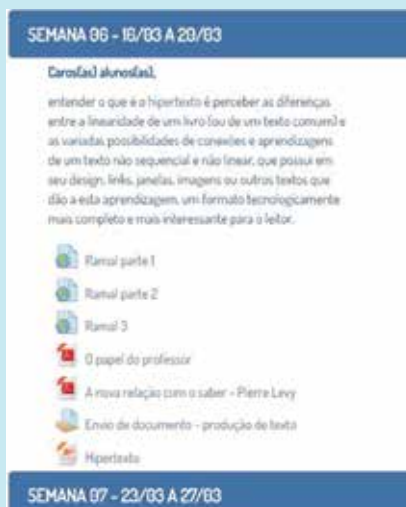 SEMANA 06 - 16/03 A 20/03
Caros(as) alunos(as),
entender o que é a hipertexto é perceber as diferenças
entre a linearidade de um livro (ou de um texto comum) e
as variadas possibilidades de conexões e aprendizagens
de um texto não sequencial e não linear, que possui em
seu design, links, janelas, imagens ou outros textos que
dão a esta aprendizagem, um formato tecnologicamente
mais completo e mais interessante para o leitor.
Ramal parte 1
Ramal parte 2
Ramal 3
O papel do professor
A nova relação com o saber - Pierre Levy
Envio de documento - produção de texto
Hipertexto
SEMANA 07 - 23/03 A 27/03